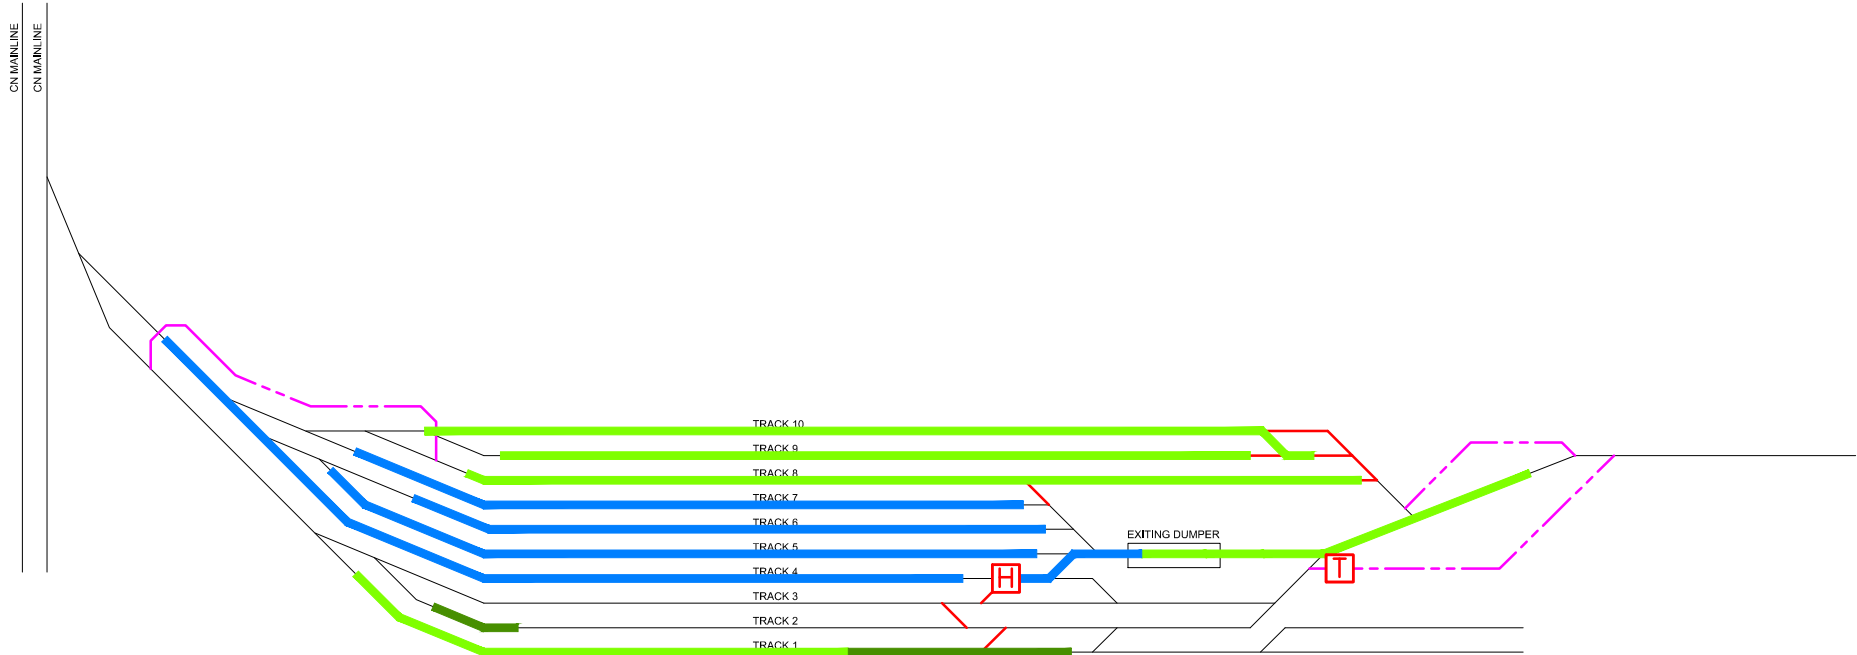 CN MAINLINE
CN MAINLINE
TRACK 10
TRACK 9
TRACK 8
TRACK 7
TRACK 6
EXITING DUMPER
TRACK 5
TRACK 4
H
T
TRACK 3
TRACK 2
TRACK 1